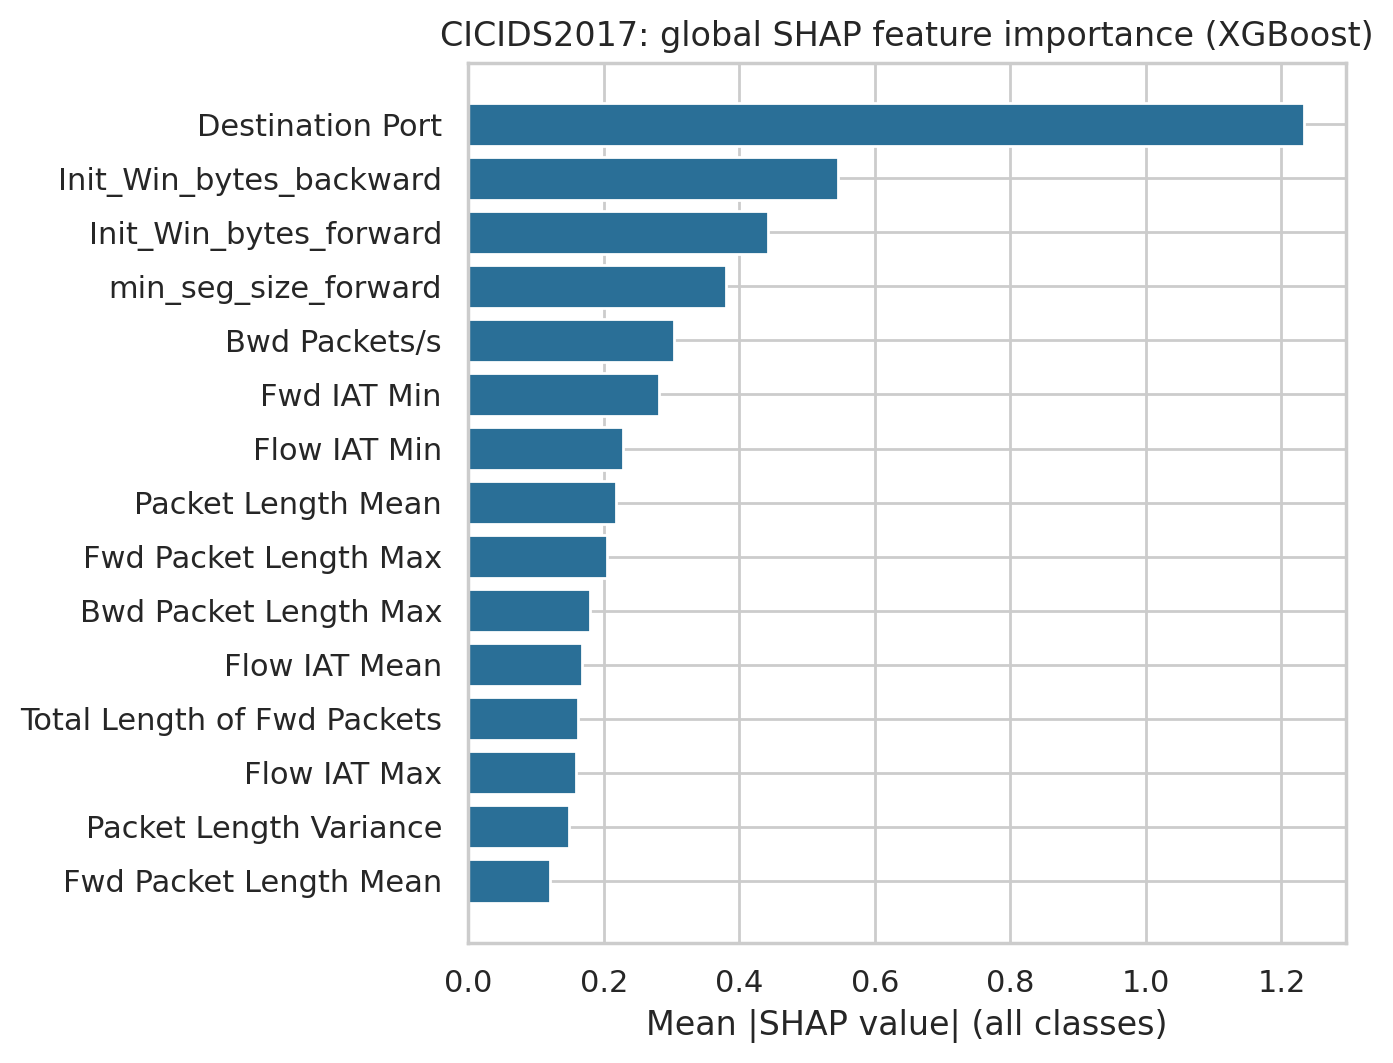 CICIDS2017: global SHAP feature importance (XGBoost)
Destination Port
Init_Win_bytes_backward
Init_Win_bytes_forward
min_seg_size_forward
Bwd Packets/s
Fwd IAT Min
Flow IAT Min
Packet Length Mean
Fwd Packet Length Max
Bwd Packet Length Max
Flow IAT Mean
Total Length of Fwd Packets
Flow IAT Max
Packet Length Variance
Fwd Packet Length Mean
0.0 0.2 0.4 0.6 0.8 1.0 1.2
Mean |SHAP value| (all classes)